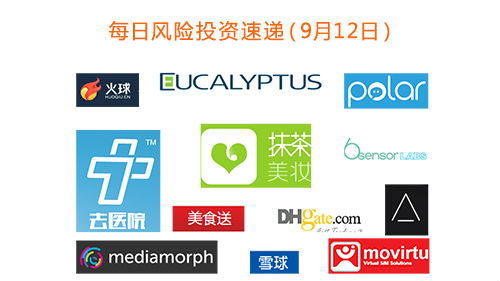 每日风险投资速递(9月12日)
火球
HUOQIU.CN
EUCALYPTUS
polar
TM
去医院
抹茶
美妆
6sensor LABS
美食送
DHgate.com
mediamorph
雪球
movirtu
Virtual SIM Solutions